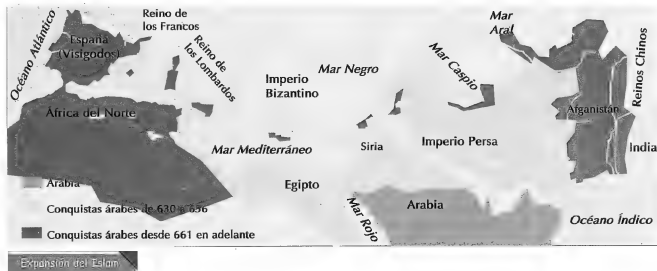 Océano Atlántico
España
(Visigodos)
Reino de
los Francos
Reino de
los Lombardos
Imperio
Bizantino
Mar Negro
Mar Caspio
Mar
Aral
Reinos Chinos
Afganistán
India
África del Norte
Mar Mediterráneo
Siria
Imperio Persa
Egipto
Mar Rojo
Arabia
Océano Índico
Arabia
Conquistas árabes de 630 a 656
Conquistas árabes desde 661 en adelante
Expansión del Eslam